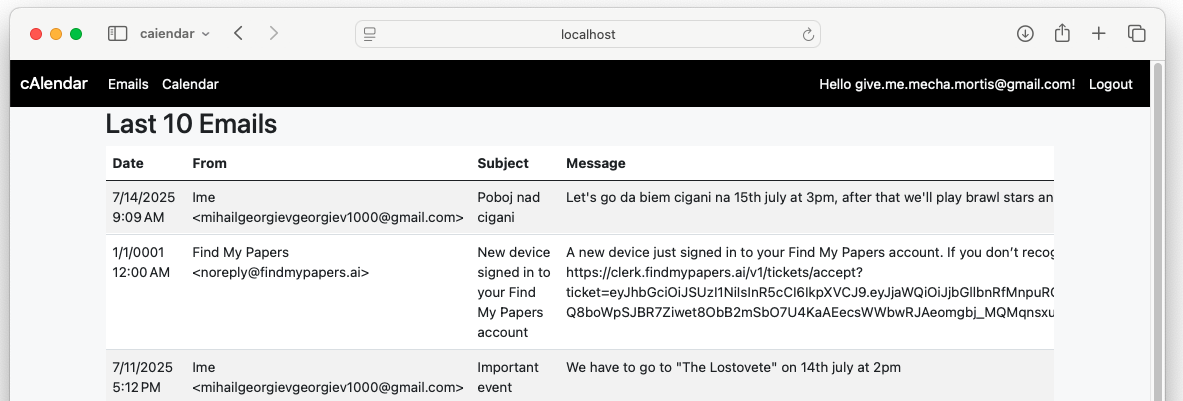 caiendar
localhost
cAlendar Emails Calendar Hello give.me.mecha.mortis@gmail.com! Logout
Last 10 Emails
Date From Subject Message
7/14/2025 Ime Poboj nad Let's go da biem cigani na 15th july at 3pm, after that we'll play brawl stars an
9:09 AM <mihailgeorgievgeorgiev1000@gmail.com> cigani
1/1/0001 Find My Papers New device A new device just signed in to your Find My Papers account. If you don’t recog
12:00 AM <noreply@findmypapers.ai> signed in to https://clerk.findmypapers.ai/v1/tickets/accept?
your Find ticket=eyJhbGciOiJSUzI1NiIsInR5cCI6IkpXVCJ9.eyJjaWQiOiJjbGllbnRfMnpuRC
My Papers Q8boWpSJBR7Ziwet8ObB2mSbO7U4KaAEecsWWbwRJAeomgbj_MQMqnsxu
account
7/11/2025 Ime Important We have to go to "The Lostovete" on 14th july at 2pm
5:12 PM <mihailgeorgievgeorgiev1000@gmail.com> event